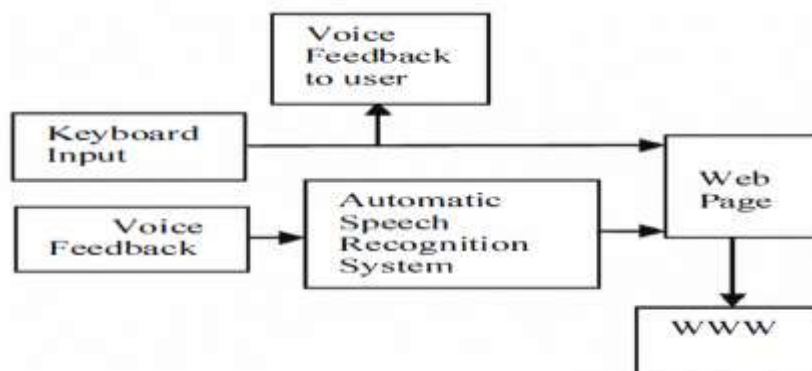 Voice
Feedback
to user
Keyboard
Input
Web
Page
Automatic
Speech
Recognition
System
Voice
Feedback
WWW